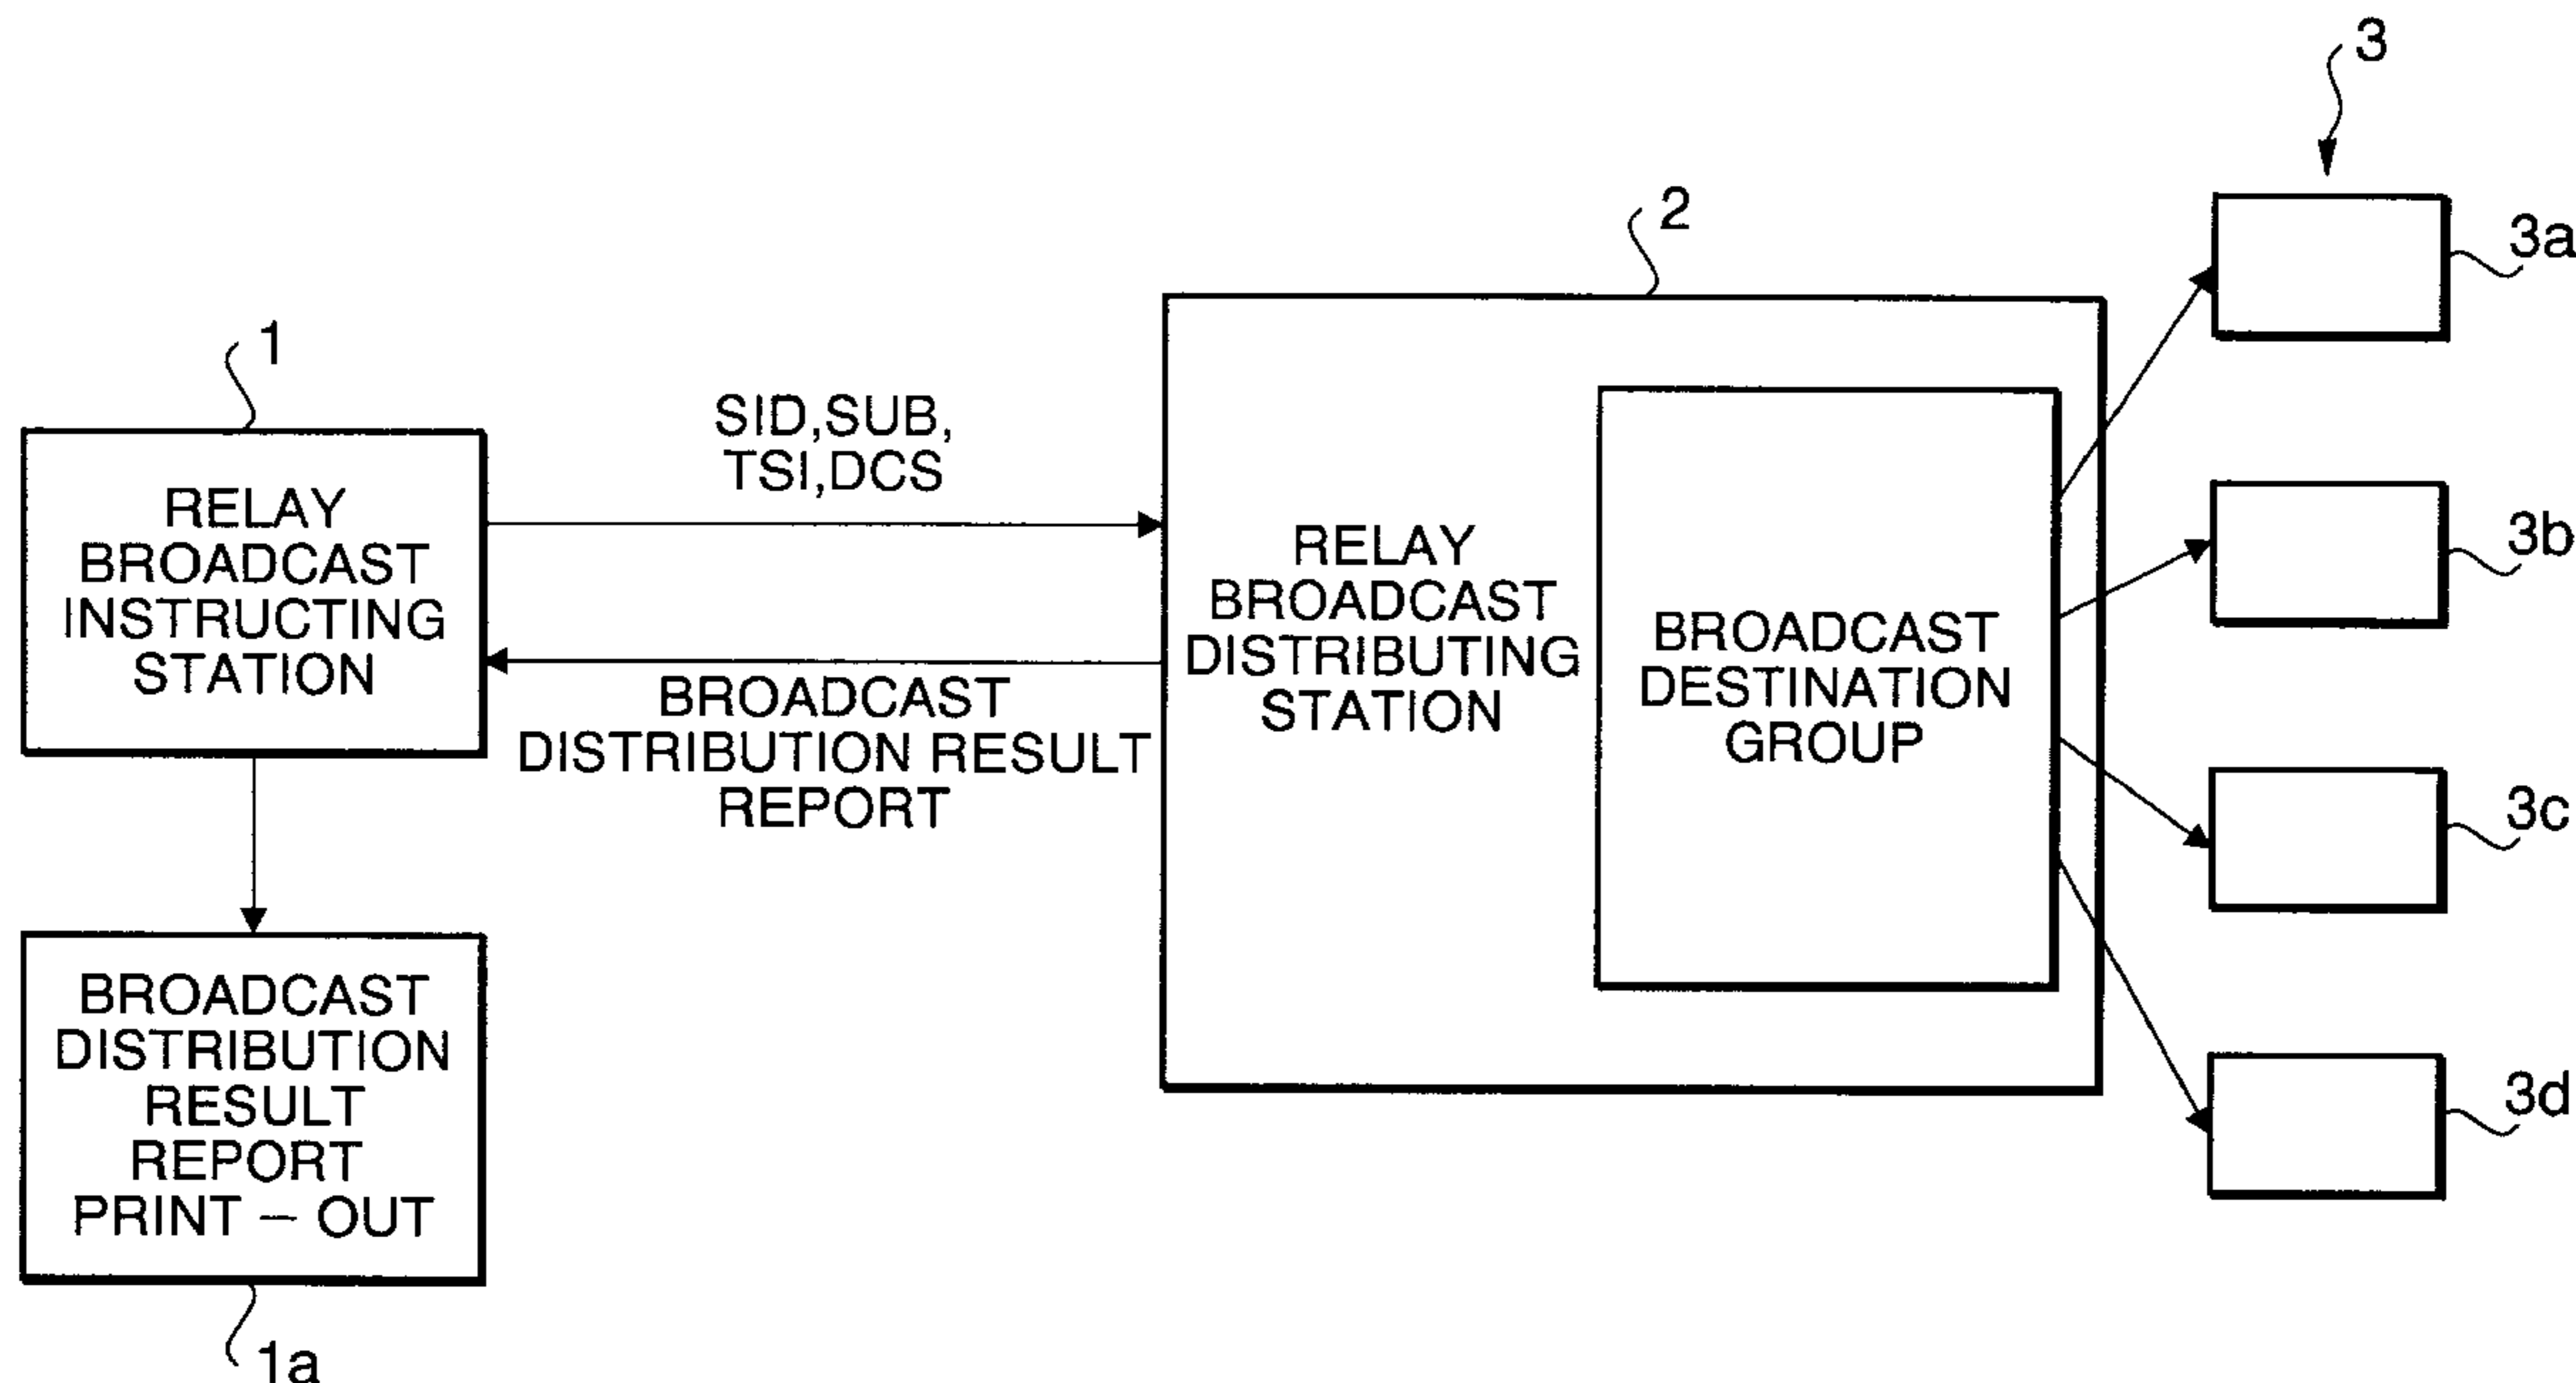 3
3a
2
1
SID,SUB,
TSI,DCS
RELAY
BROADCAST
INSTRUCTING
STATION
BROADCAST
DISTRIBUTION RESULT
REPORT
RELAY
BROADCAST
DISTRIBUTING
STATION
BROADCAST
DESTINATION
GROUP
3b
3c
3d
BROADCAST
DISTRIBUTION
RESULT
REPORT
PRINT – OUT
1a